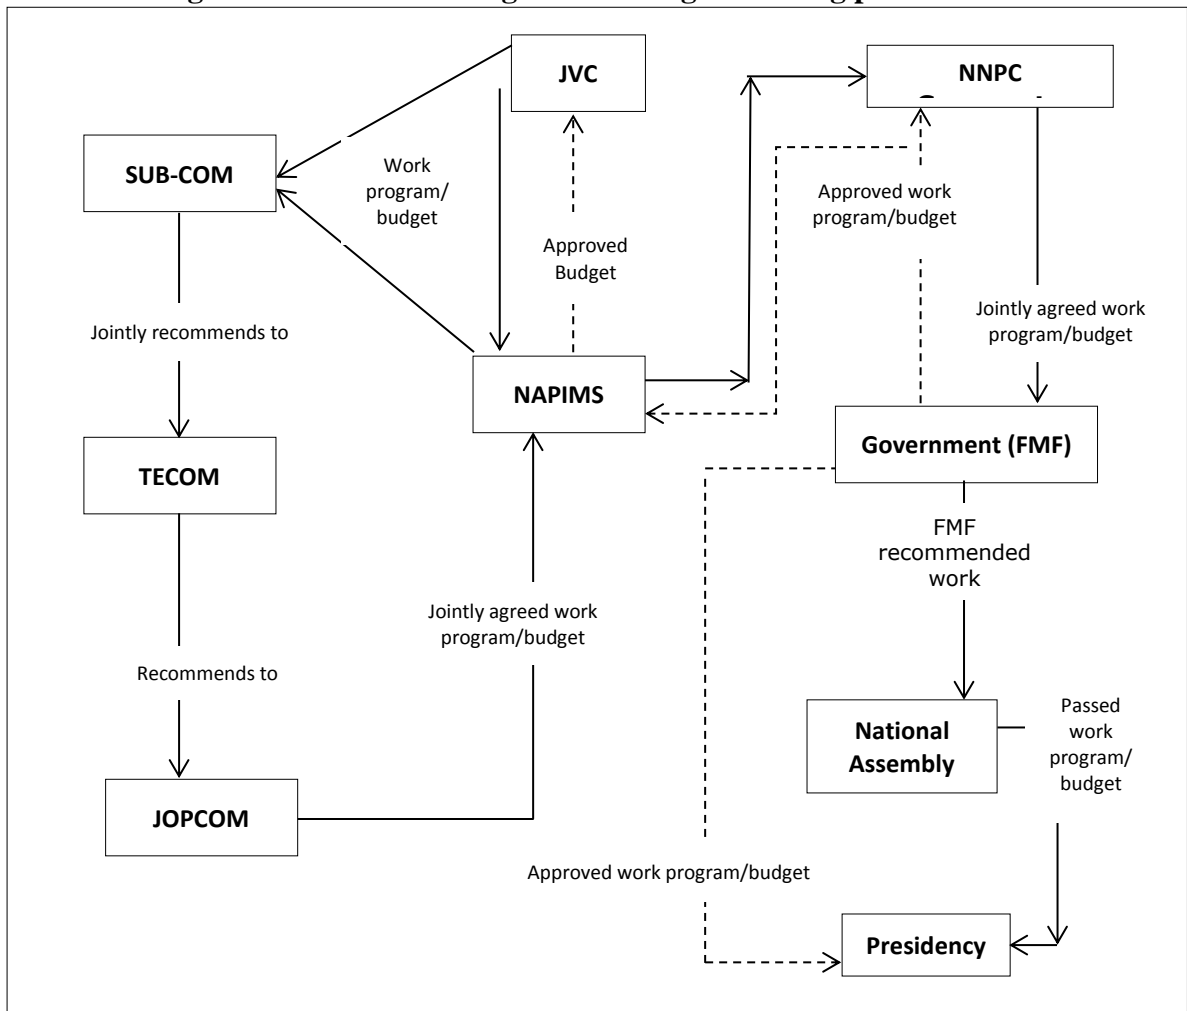 JVC
NNPC
SUB-COM
Work
program/
budget
Approved work
program/budget
Approved
Budget
Jointly recommends to
Jointly agreed work
program/budget
NAPIMS
Government (FMF)
TECOM
FMF
recommended
work
Jointly agreed work
program/budget
Recommends to
National
Assembly
Passed
work
program/
budget
JOPCOM
Approved work program/budget
Presidency